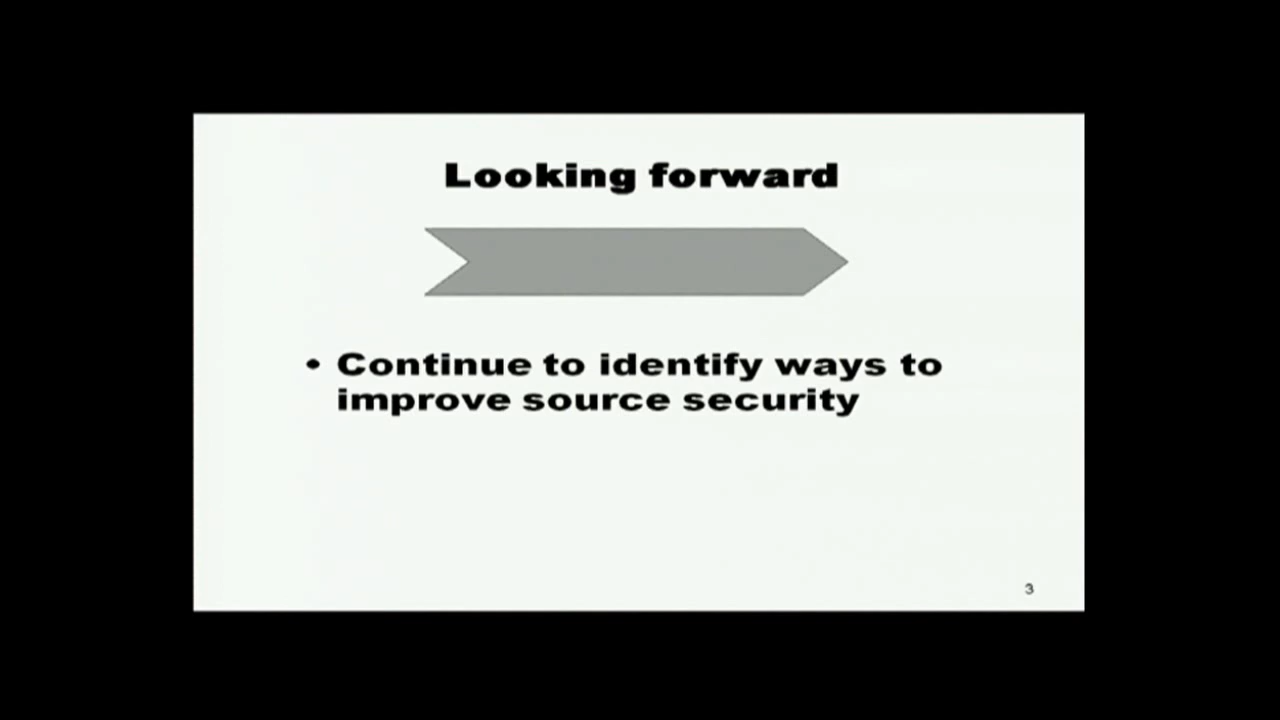 Looking forward
• Continue to identify ways to
improve source security
3